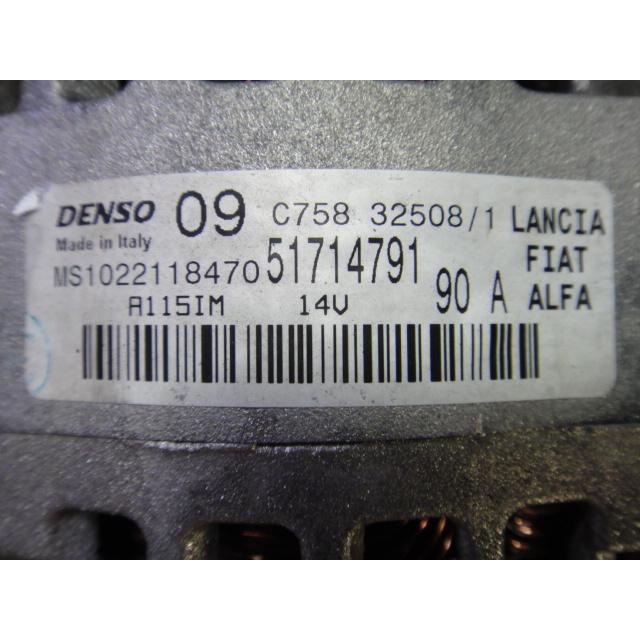 DENSO 09 C758 32508/1 LANCIA
Made in Italy
MS1022118470 51714791 FIAT
A115IM 14V 90 A ALFA